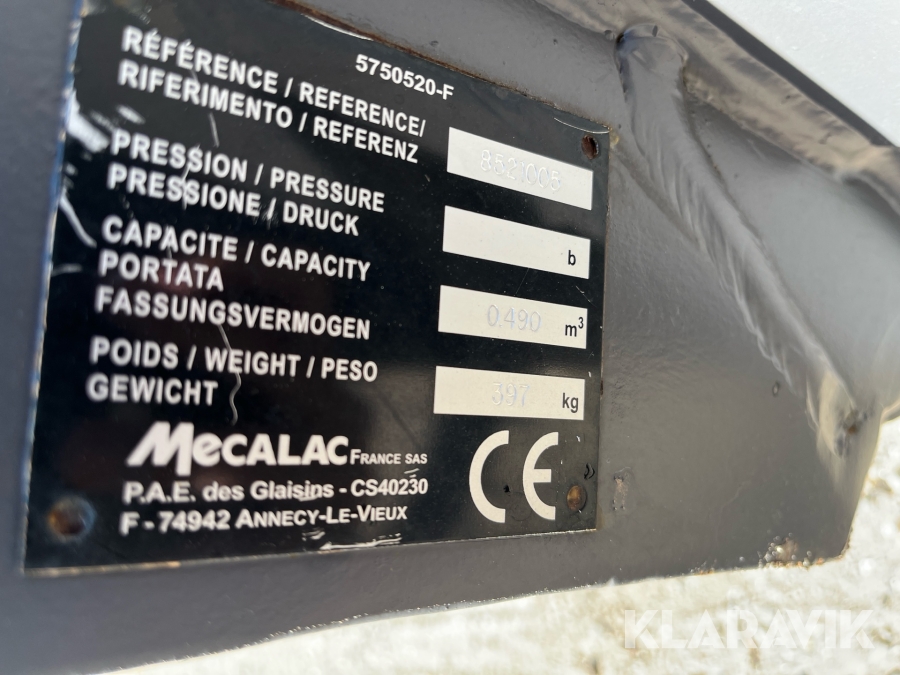 5750520-F
RÉFÉRENCE / REFERENCE/
RIFERIMENTO / REFERENZ
8521005
PRESSION / PRESSURE
PRESSIONE / DRUCK
b
CAPACITE / CAPACITY
PORTATA
FASSUNGSVERMOGEN
0.490 m³
POIDS / WEIGHT / PESO
GEWICHT
397 kg
MECALAC FRANCE SAS
P.A.E. des Glaisins - CS40230
F - 74942 ANNECY-LE-VIEUX
CE
KLARAVIK